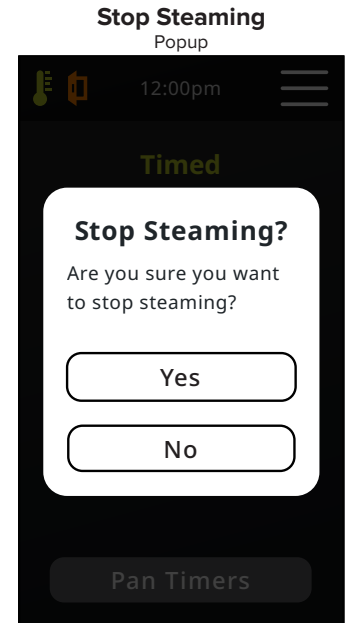 Stop Steaming
Popup
12:00pm
Timed
Stop Steaming?
Are you sure you want
to stop steaming?
Yes
No
Pan Timers